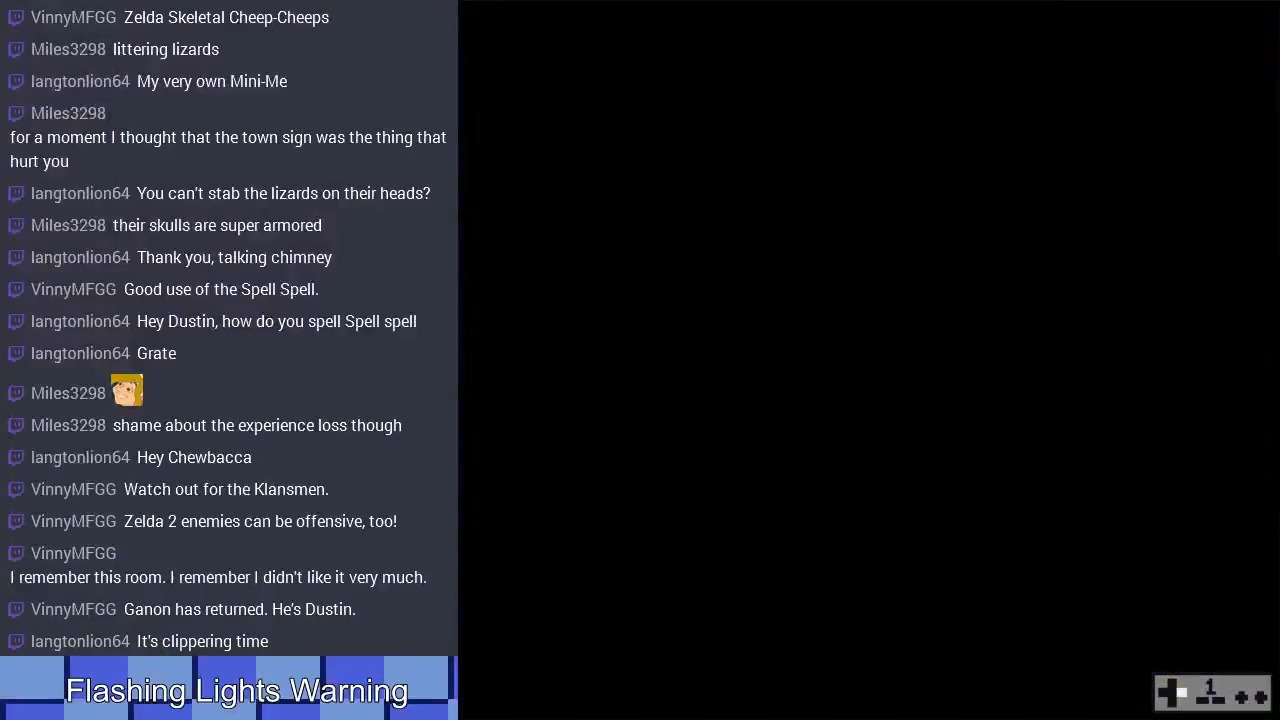 VinnyMFGG Zelda Skeletal Cheep-Cheeps
Miles3298 littering lizards
langtonlion64 My very own Mini-Me
Miles3298
for a moment I thought that the town sign was the thing that
hurt you
langtonlion64 You can't stab the lizards on their heads?
Miles3298 their skulls are super armored
langtonlion64 Thank you, talking chimney
VinnyMFGG Good use of the Spell Spell.
langtonlion64 Hey Dustin, how do you spell Spell spell
langtonlion64 Grate
Miles3298
Miles3298 shame about the experience loss though
langtonlion64 Hey Chewbacca
VinnyMFGG Watch out for the Klansmen.
VinnyMFGG Zelda 2 enemies can be offensive, too!
VinnyMFGG
I remember this room. I remember I didn't like it very much.
VinnyMFGG Ganon has returned. He's Dustin.
langtonlion64 It's clippering time
Flashing Lights Warning
1